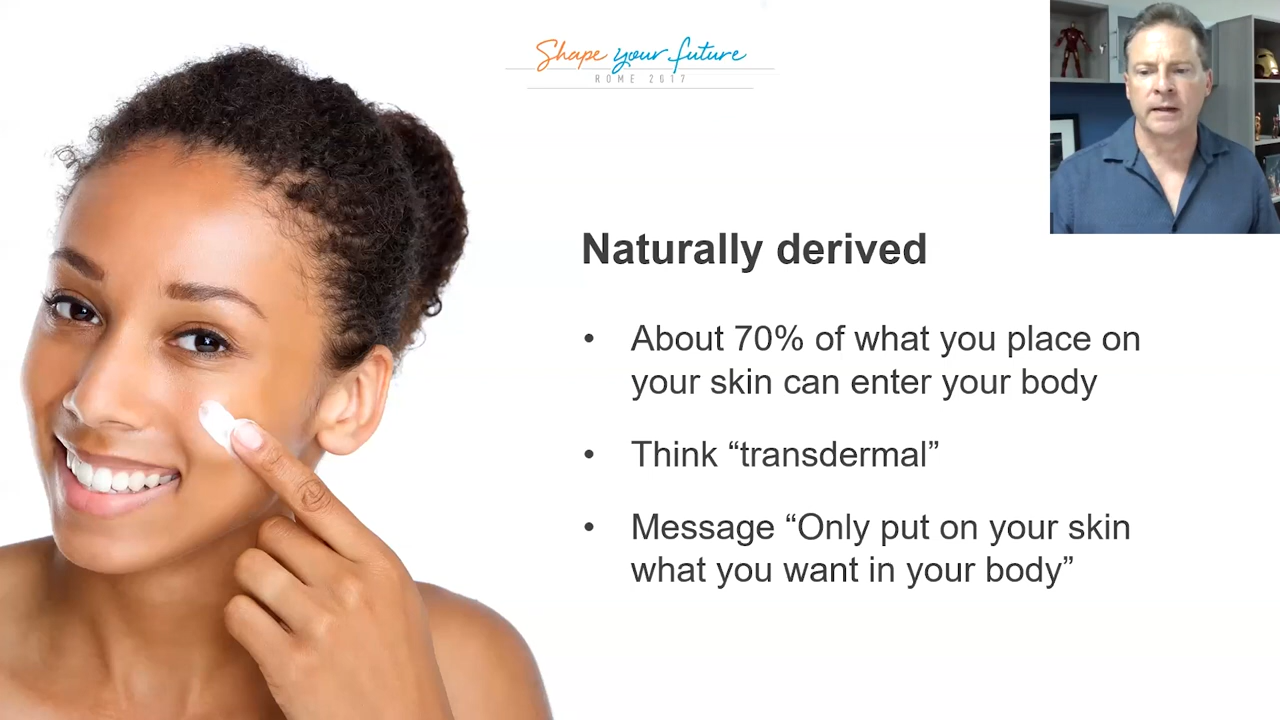 Shape your future
ROME 2017
Naturally derived
• About 70% of what you place on
your skin can enter your body
• Think “transdermal”
• Message “Only put on your skin
what you want in your body”